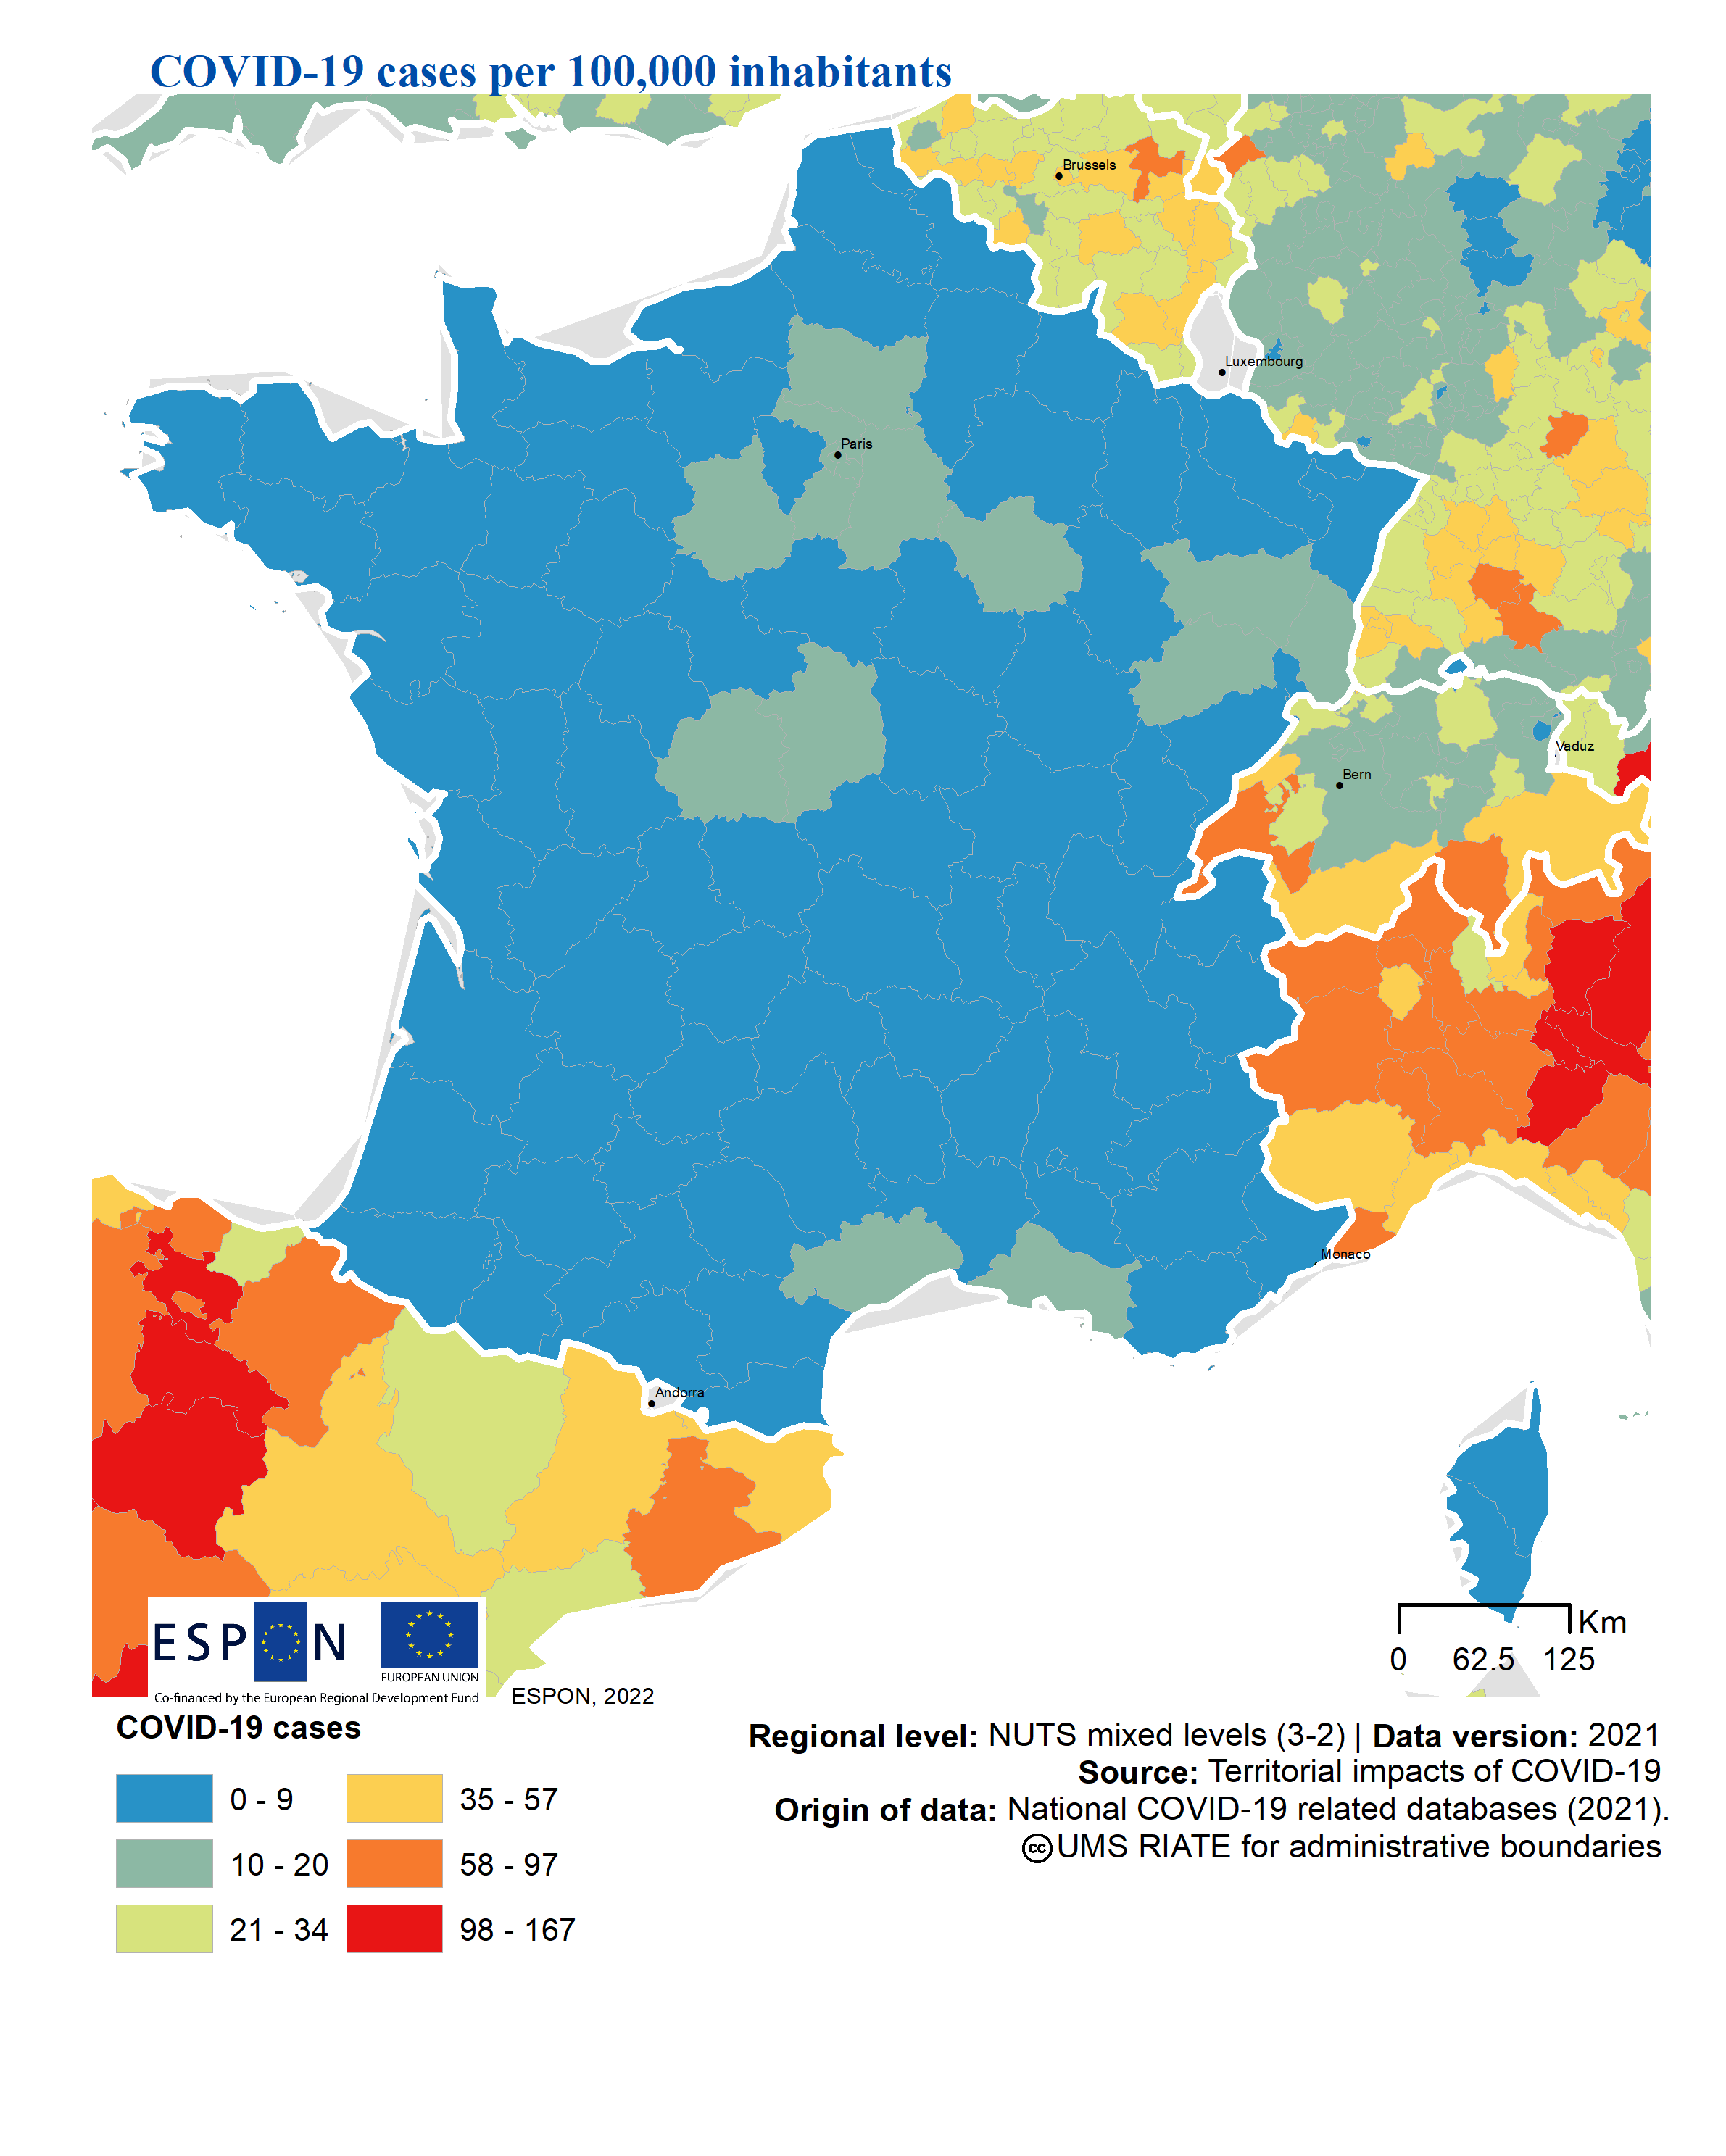 COVID-19 cases per 100,000 inhabitants
Brussels
Luxembourg
Paris
Vaduz
Bern
Monaco
Andorra
Km
0 62.5 125
ESPON
EUROPEAN UNION
Co-financed by the European Regional Development Fund
ESPON, 2022
COVID-19 cases
0 - 9
35 - 57
10 - 20
58 - 97
21 - 34
98 - 167
Regional level: NUTS mixed levels (3-2) | Data version: 2021
Source: Territorial impacts of COVID-19
Origin of data: National COVID-19 related databases (2021).
cc UMS RIATE for administrative boundaries